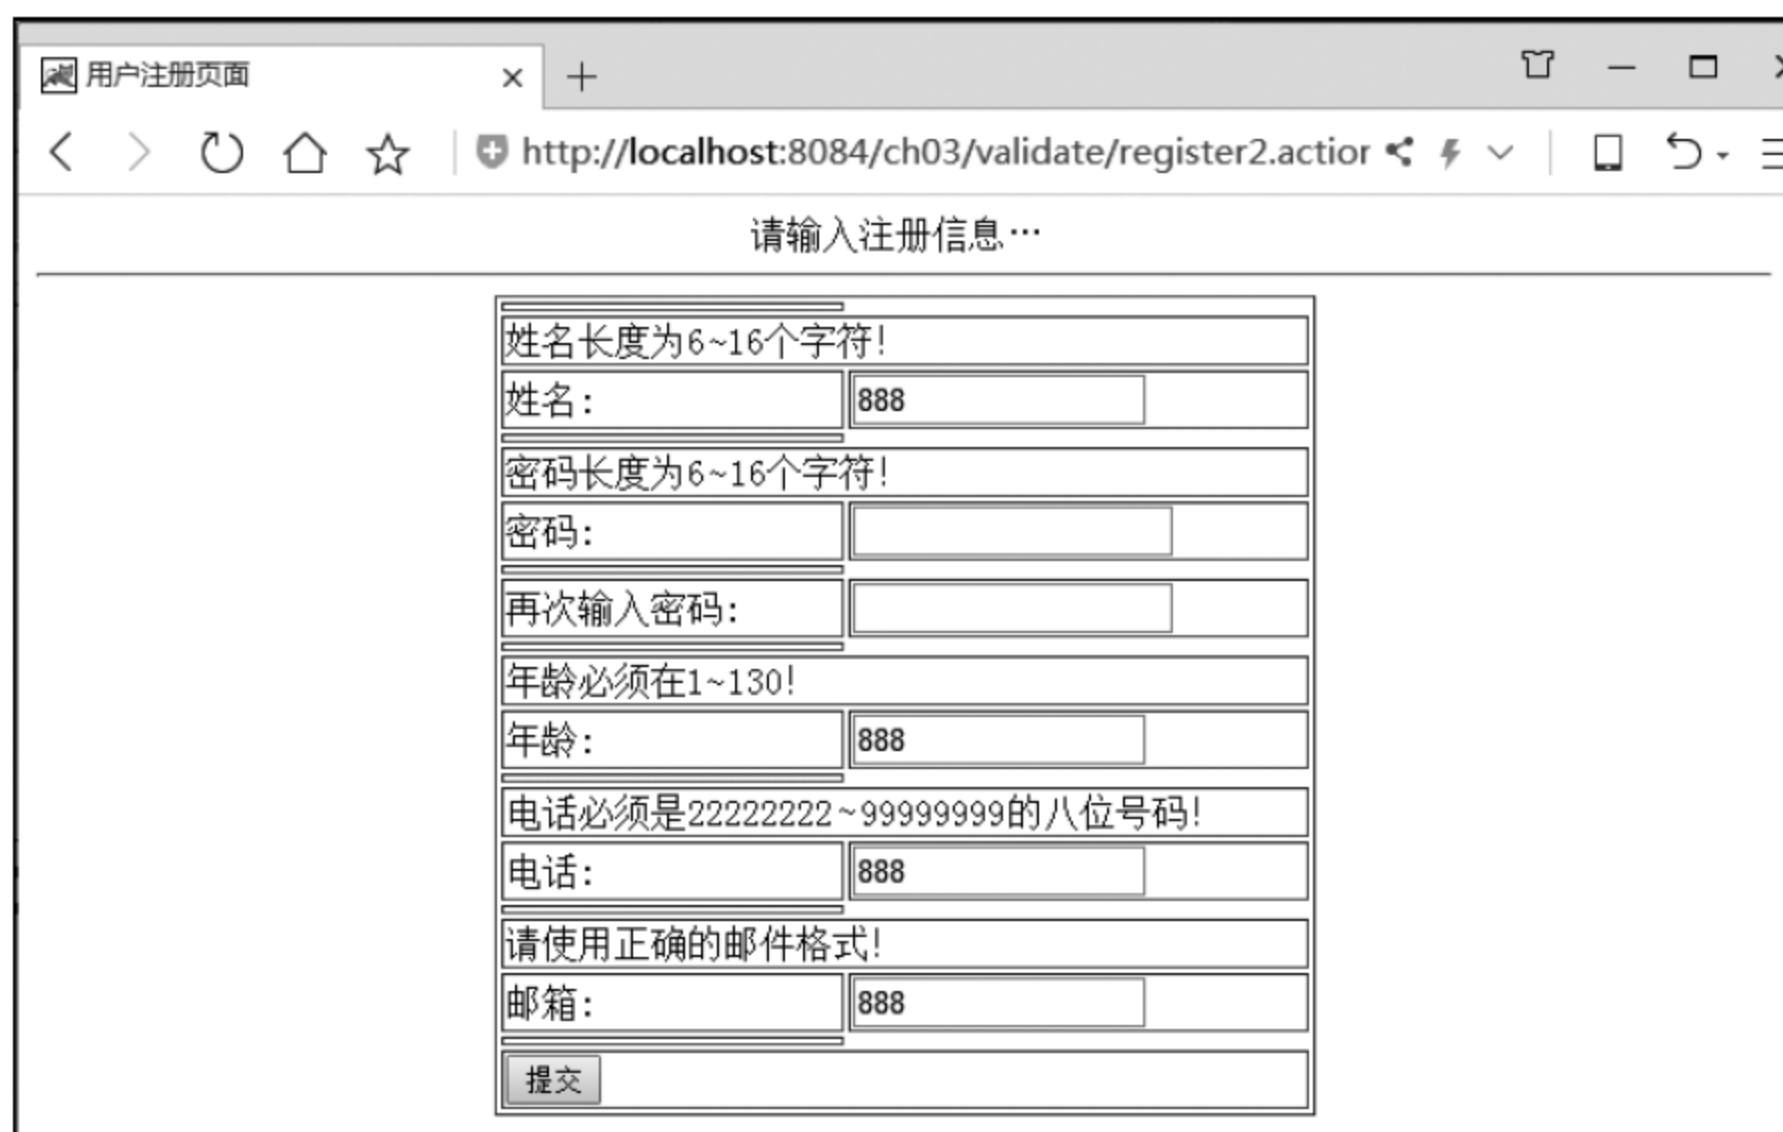 用户注册页面
http://localhost:8084/ch03/validate/register2.action
请输入注册信息…
姓名长度为6~16个字符!
姓名: 888
密码长度为6~16个字符!
密码:
再次输入密码:
年龄必须在1~130!
年龄: 888
电话必须是22222222~99999999的八位号码!
电话: 888
请使用正确的邮件格式!
邮箱: 888
提交